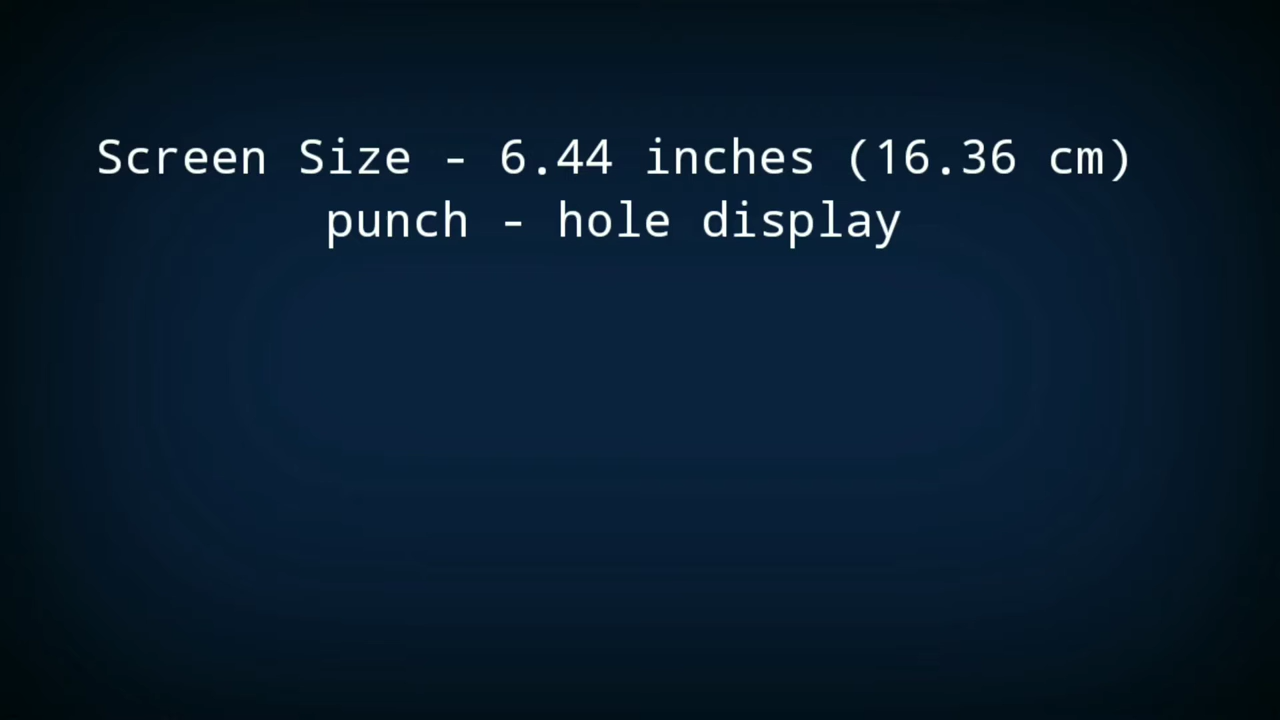 Screen Size - 6.44 inches (16.36 cm)
punch - hole display